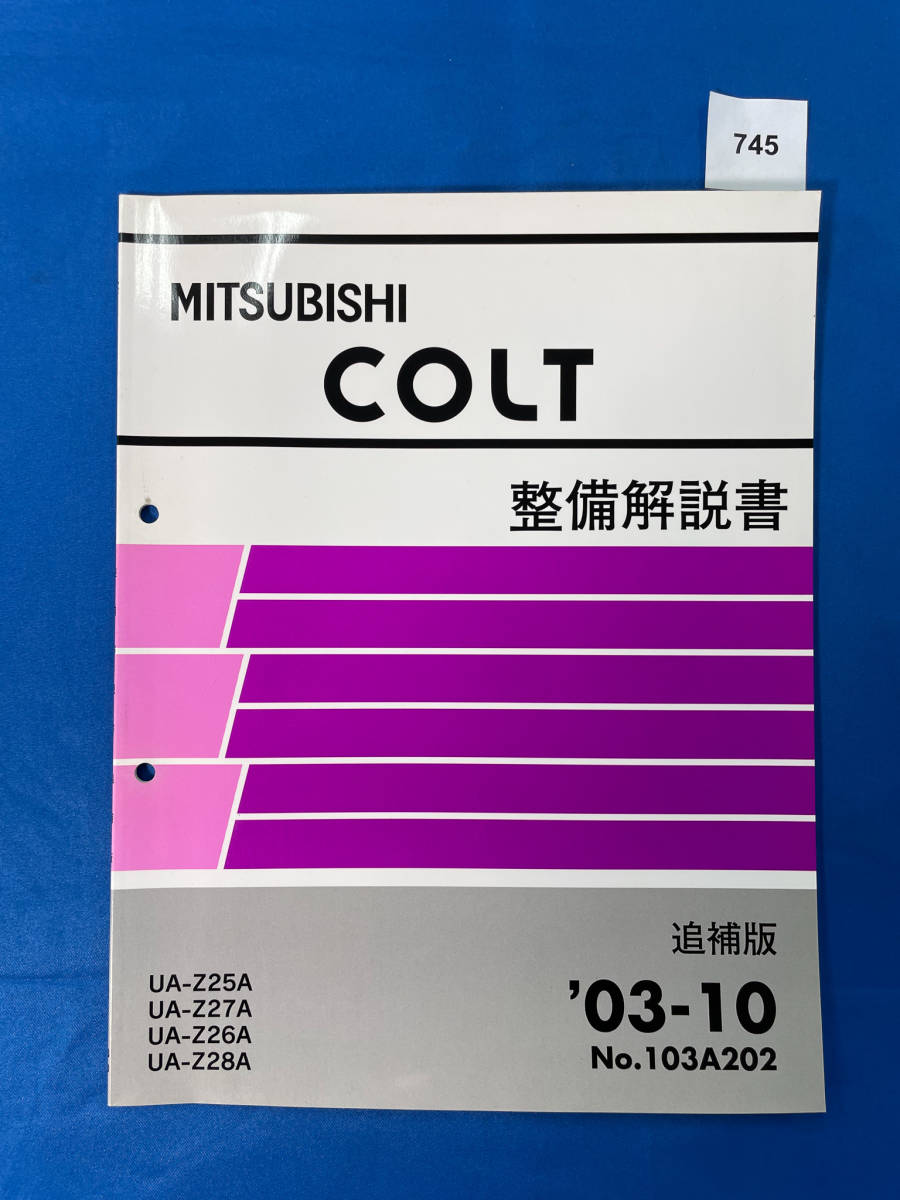 745
MITSUBISHI
COLT
整備解説書
追補版
UA-Z25A
UA-Z27A
UA-Z26A
UA-Z28A
’03-10
No.103A202